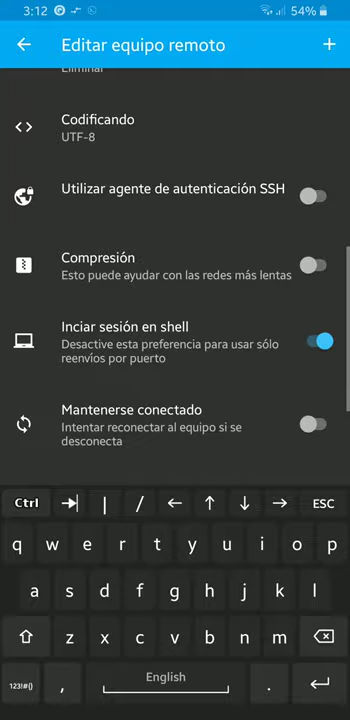 3:12
54%
Editar equipo remoto
Eliminar
Codificando
UTF-8
Utilizar agente de autenticación SSH
Compresión
Esto puede ayudar con las redes más lentas
Inciar sesión en shell
Desactive esta preferencia para usar sólo
reenvíos por puerto
Mantenerse conectado
Intentar reconectar al equipo si se
desconecta
Ctrl | / ← ↑ ↓ → ESC
q w e r t y u i o p
a s d f g h j k l
z x c v b n m
123!#() , English .